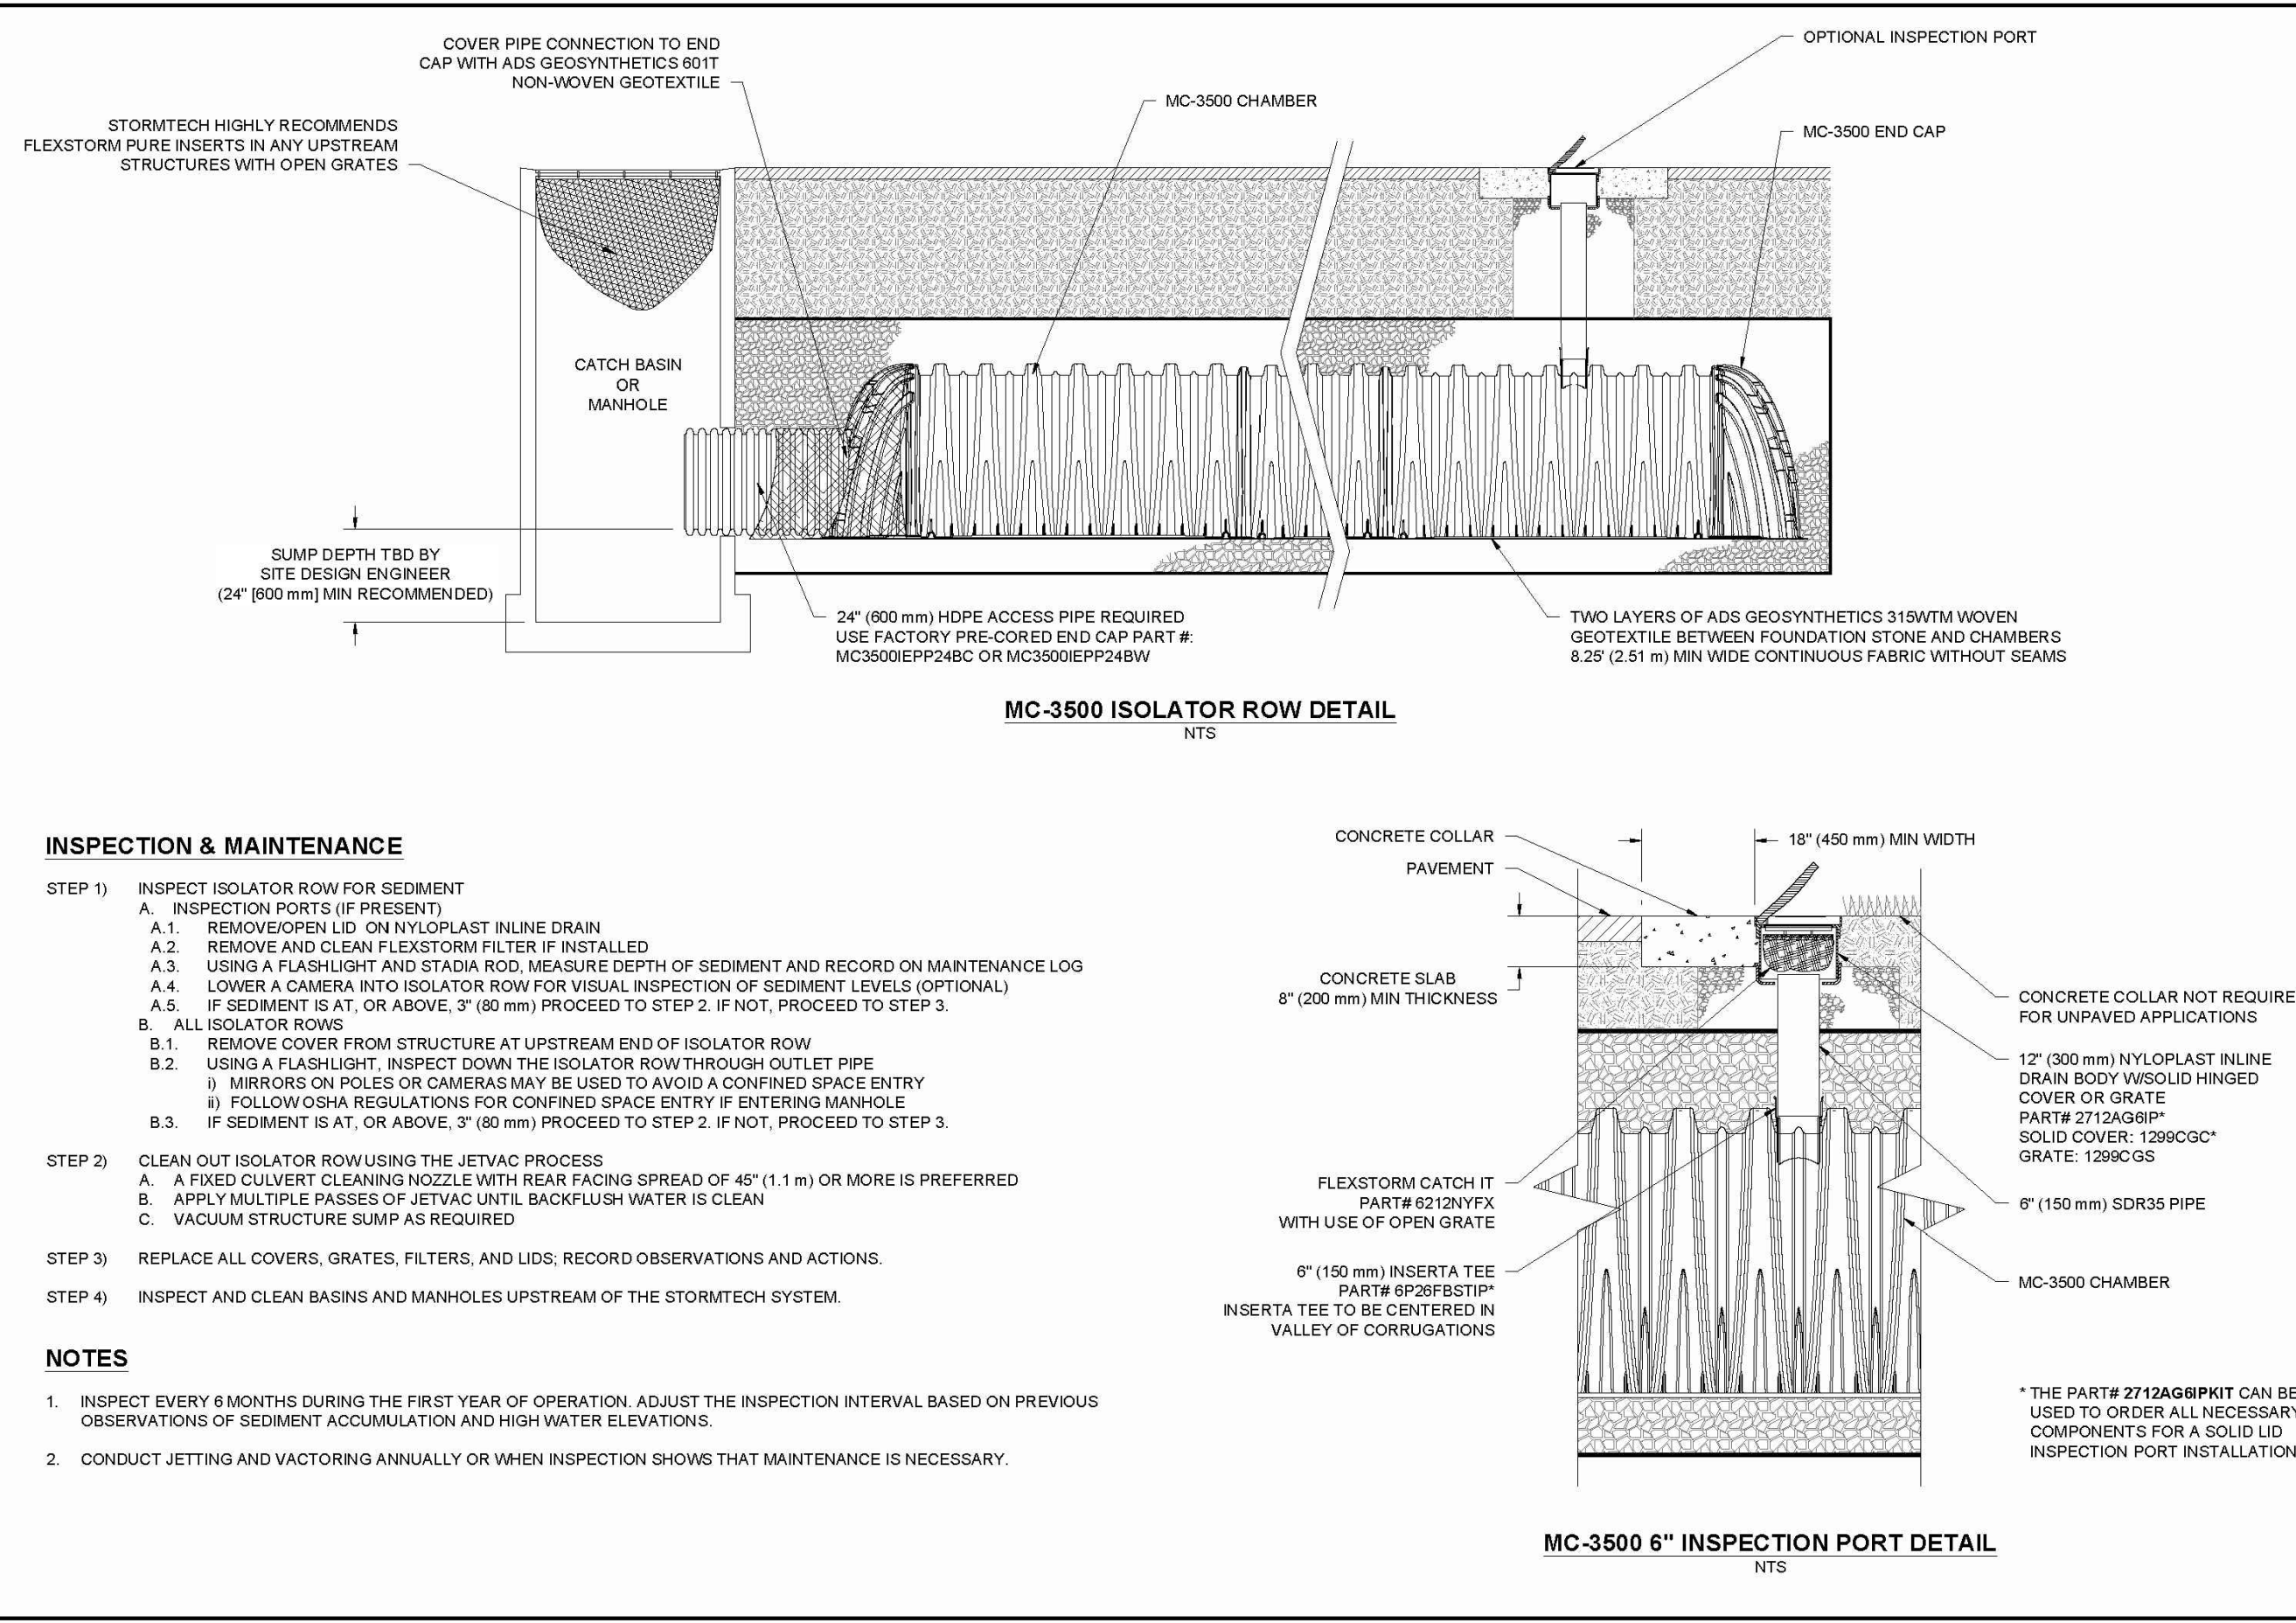 COVER PIPE CONNECTION TO END
CAP WITH ADS GEOSYNTHETICS 601T
NON-WOVEN GEOTEXTILE
OPTIONAL INSPECTION PORT
MC-3500 CHAMBER
MC-3500 END CAP
STORMTECH HIGHLY RECOMMENDS
FLEXSTORM PURE INSERTS IN ANY UPSTREAM
STRUCTURES WITH OPEN GRATES
CATCH BASIN
OR
MANHOLE
SUMP DEPTH TBD BY
SITE DESIGN ENGINEER
(24" [600 mm] MIN RECOMMENDED)
24" (600 mm) HDPE ACCESS PIPE REQUIRED
USE FACTORY PRE-CORED END CAP PART #:
MC3500IEPP24BC OR MC3500IEPP24BW
TWO LAYERS OF ADS GEOSYNTHETICS 315WTM WOVEN
GEOTEXTILE BETWEEN FOUNDATION STONE AND CHAMBERS
8.25' (2.51 m) MIN WIDE CONTINUOUS FABRIC WITHOUT SEAMS
MC-3500 ISOLATOR ROW DETAIL
NTS
INSPECTION & MAINTENANCE
STEP 1) INSPECT ISOLATOR ROW FOR SEDIMENT
A. INSPECTION PORTS (IF PRESENT)
A.1. REMOVE/OPEN LID ON NYLOPLAST INLINE DRAIN
A.2. REMOVE AND CLEAN FLEXSTORM FILTER IF INSTALLED
A.3. USING A FLASHLIGHT AND STADIA ROD, MEASURE DEPTH OF SEDIMENT AND RECORD ON MAINTENANCE LOG
A.4. LOWER A CAMERA INTO ISOLATOR ROW FOR VISUAL INSPECTION OF SEDIMENT LEVELS (OPTIONAL)
A.5. IF SEDIMENT IS AT, OR ABOVE, 3" (80 mm) PROCEED TO STEP 2. IF NOT, PROCEED TO STEP 3.
B. ALL ISOLATOR ROWS
B.1. REMOVE COVER FROM STRUCTURE AT UPSTREAM END OF ISOLATOR ROW
B.2. USING A FLASHLIGHT, INSPECT DOWN THE ISOLATOR ROW THROUGH OUTLET PIPE
i) MIRRORS ON POLES OR CAMERAS MAY BE USED TO AVOID A CONFINED SPACE ENTRY
ii) FOLLOW OSHA REGULATIONS FOR CONFINED SPACE ENTRY IF ENTERING MANHOLE
B.3. IF SEDIMENT IS AT, OR ABOVE, 3" (80 mm) PROCEED TO STEP 2. IF NOT, PROCEED TO STEP 3.
STEP 2) CLEAN OUT ISOLATOR ROW USING THE JETVAC PROCESS
A. A FIXED CULVERT CLEANING NOZZLE WITH REAR FACING SPREAD OF 45" (1.1 m) OR MORE IS PREFERRED
B. APPLY MULTIPLE PASSES OF JETVAC UNTIL BACKFLUSH WATER IS CLEAN
C. VACUUM STRUCTURE SUMP AS REQUIRED
STEP 3) REPLACE ALL COVERS, GRATES, FILTERS, AND LIDS; RECORD OBSERVATIONS AND ACTIONS.
STEP 4) INSPECT AND CLEAN BASINS AND MANHOLES UPSTREAM OF THE STORMTECH SYSTEM.
NOTES
1. INSPECT EVERY 6 MONTHS DURING THE FIRST YEAR OF OPERATION. ADJUST THE INSPECTION INTERVAL BASED ON PREVIOUS
OBSERVATIONS OF SEDIMENT ACCUMULATION AND HIGH WATER ELEVATIONS.
2. CONDUCT JETTING AND VACTORING ANNUALLY OR WHEN INSPECTION SHOWS THAT MAINTENANCE IS NECESSARY.
CONCRETE COLLAR
PAVEMENT
18" (450 mm) MIN WIDTH
CONCRETE SLAB
8" (200 mm) MIN THICKNESS
CONCRETE COLLAR NOT REQUIRE
FOR UNPAVED APPLICATIONS
12" (300 mm) NYLOPLAST INLINE
DRAIN BODY W/SOLID HINGED
COVER OR GRATE
PART# 2712AG6IP*
SOLID COVER: 1299CGC*
GRATE: 1299CGS
FLEXSTORM CATCH IT
PART# 6212NYFX
WITH USE OF OPEN GRATE
6" (150 mm) SDR35 PIPE
6" (150 mm) INSERTA TEE
PART# 6P26FBSTIP*
INSERTA TEE TO BE CENTERED IN
VALLEY OF CORRUGATIONS
MC-3500 CHAMBER
* THE PART# 2712AG6IPKIT CAN BE
USED TO ORDER ALL NECESSARY
COMPONENTS FOR A SOLID LID
INSPECTION PORT INSTALLATION
MC-3500 6" INSPECTION PORT DETAIL
NTS